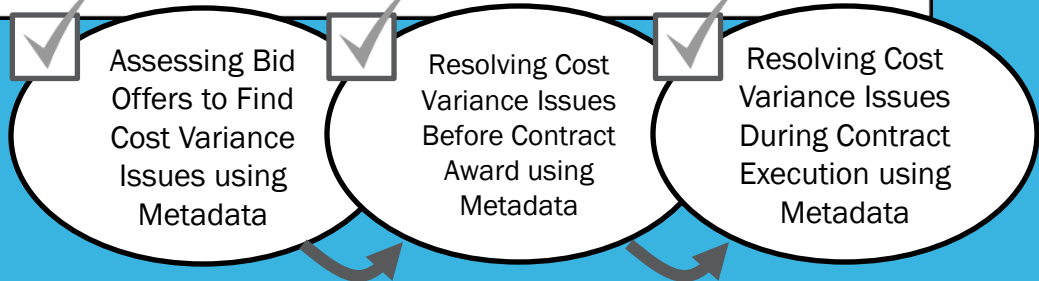 Assessing Bid
Offers to Find
Cost Variance
Issues using
Metadata
Resolving Cost
Variance Issues
Before Contract
Award using
Metadata
Resolving Cost
Variance Issues
During Contract
Execution using
Metadata